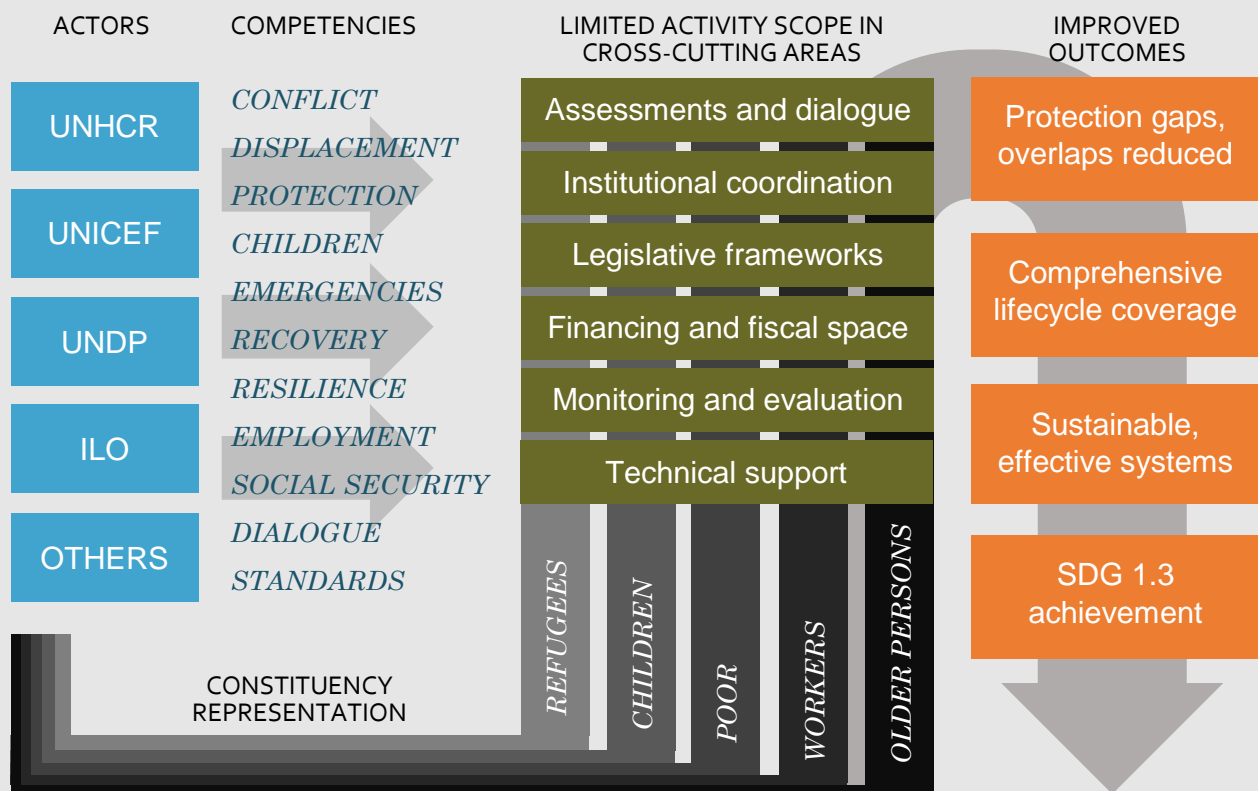 ACTORS
COMPETENCIES
LIMITED ACTIVITY SCOPE IN
CROSS-CUTTING AREAS
IMPROVED
OUTCOMES
UNHCR
UNICEF
UNDP
ILO
OTHERS
CONFLICT
DISPLACEMENT
PROTECTION
CHILDREN
EMERGENCIES
RECOVERY
RESILIENCE
EMPLOYMENT
SOCIAL SECURITY
DIALOGUE
STANDARDS
Assessments and dialogue
Institutional coordination
Legislative frameworks
Financing and fiscal space
Monitoring and evaluation
Technical support
REFUGEES
CHILDREN
POOR
WORKERS
OLDER PERSONS
CONSTITUENCY
REPRESENTATION
Protection gaps,
overlaps reduced
Comprehensive
lifecycle coverage
Sustainable,
effective systems
SDG 1.3
achievement